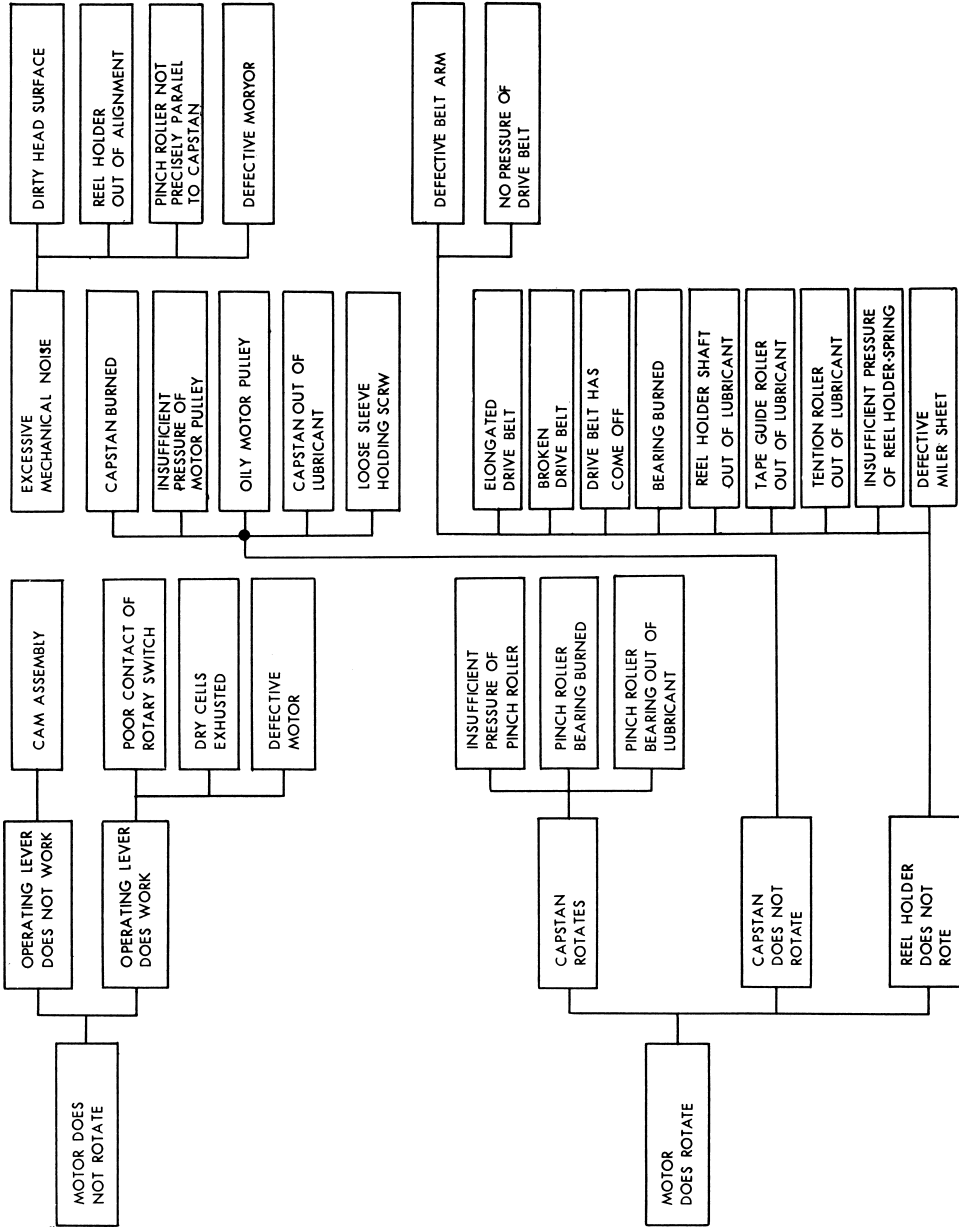 MOTOR DOES
NOT ROTATE
OPERATING LEVER
DOES NOT WORK
CAM ASSEMBLY
OPERATING LEVER
DOES WORK
POOR CONTACT OF
ROTARY SWITCH
DRY CELLS
EXHUSTED
DEFECTIVE
MOTOR
EXCESSIVE
MECHANICAL NOISE
DIRTY HEAD SURFACE
REEL HOLDER
OUT OF ALIGNMENT
PINCH ROLLER NOT
PRECISELY PARALEL
TO CAPSTAN
DEFECTIVE MORYOR
MOTOR
DOES ROTATE
CAPSTAN
ROTATES
INSUFFICIENT
PRESSURE OF
PINCH ROLLER
PINCH ROLLER
BEARING BURNED
PINCH ROLLER
BEARING OUT OF
LUBRICANT
CAPSTAN
DOES NOT
ROTATE
CAPSTAN BURNED
INSUFFICIENT
PRESSURE OF
MOTOR PULLEY
OILY MOTOR PULLEY
CAPSTAN OUT OF
LUBRICANT
LOOSE SLEEVE
HOLDING SCRW
REEL HOLDER
DOES NOT
ROTE
ELONGATED
DRIVE BELT
BROKEN
DRIVE BELT
DRIVE BELT HAS
COME OFF
BEARING BURNED
REEL HOLDER SHAFT
OUT OF LUBRICANT
TAPE GUIDE ROLLER
OUT OF LUBRICANT
TENTION ROLLER
OUT OF LUBRICANT
INSUFFICIENT PRESSURE
OF REEL HOLDER-SPRING
DEFECTIVE
MILER SHEET
DEFECTIVE BELT ARM
NO PRESSURE OF
DRIVE BELT